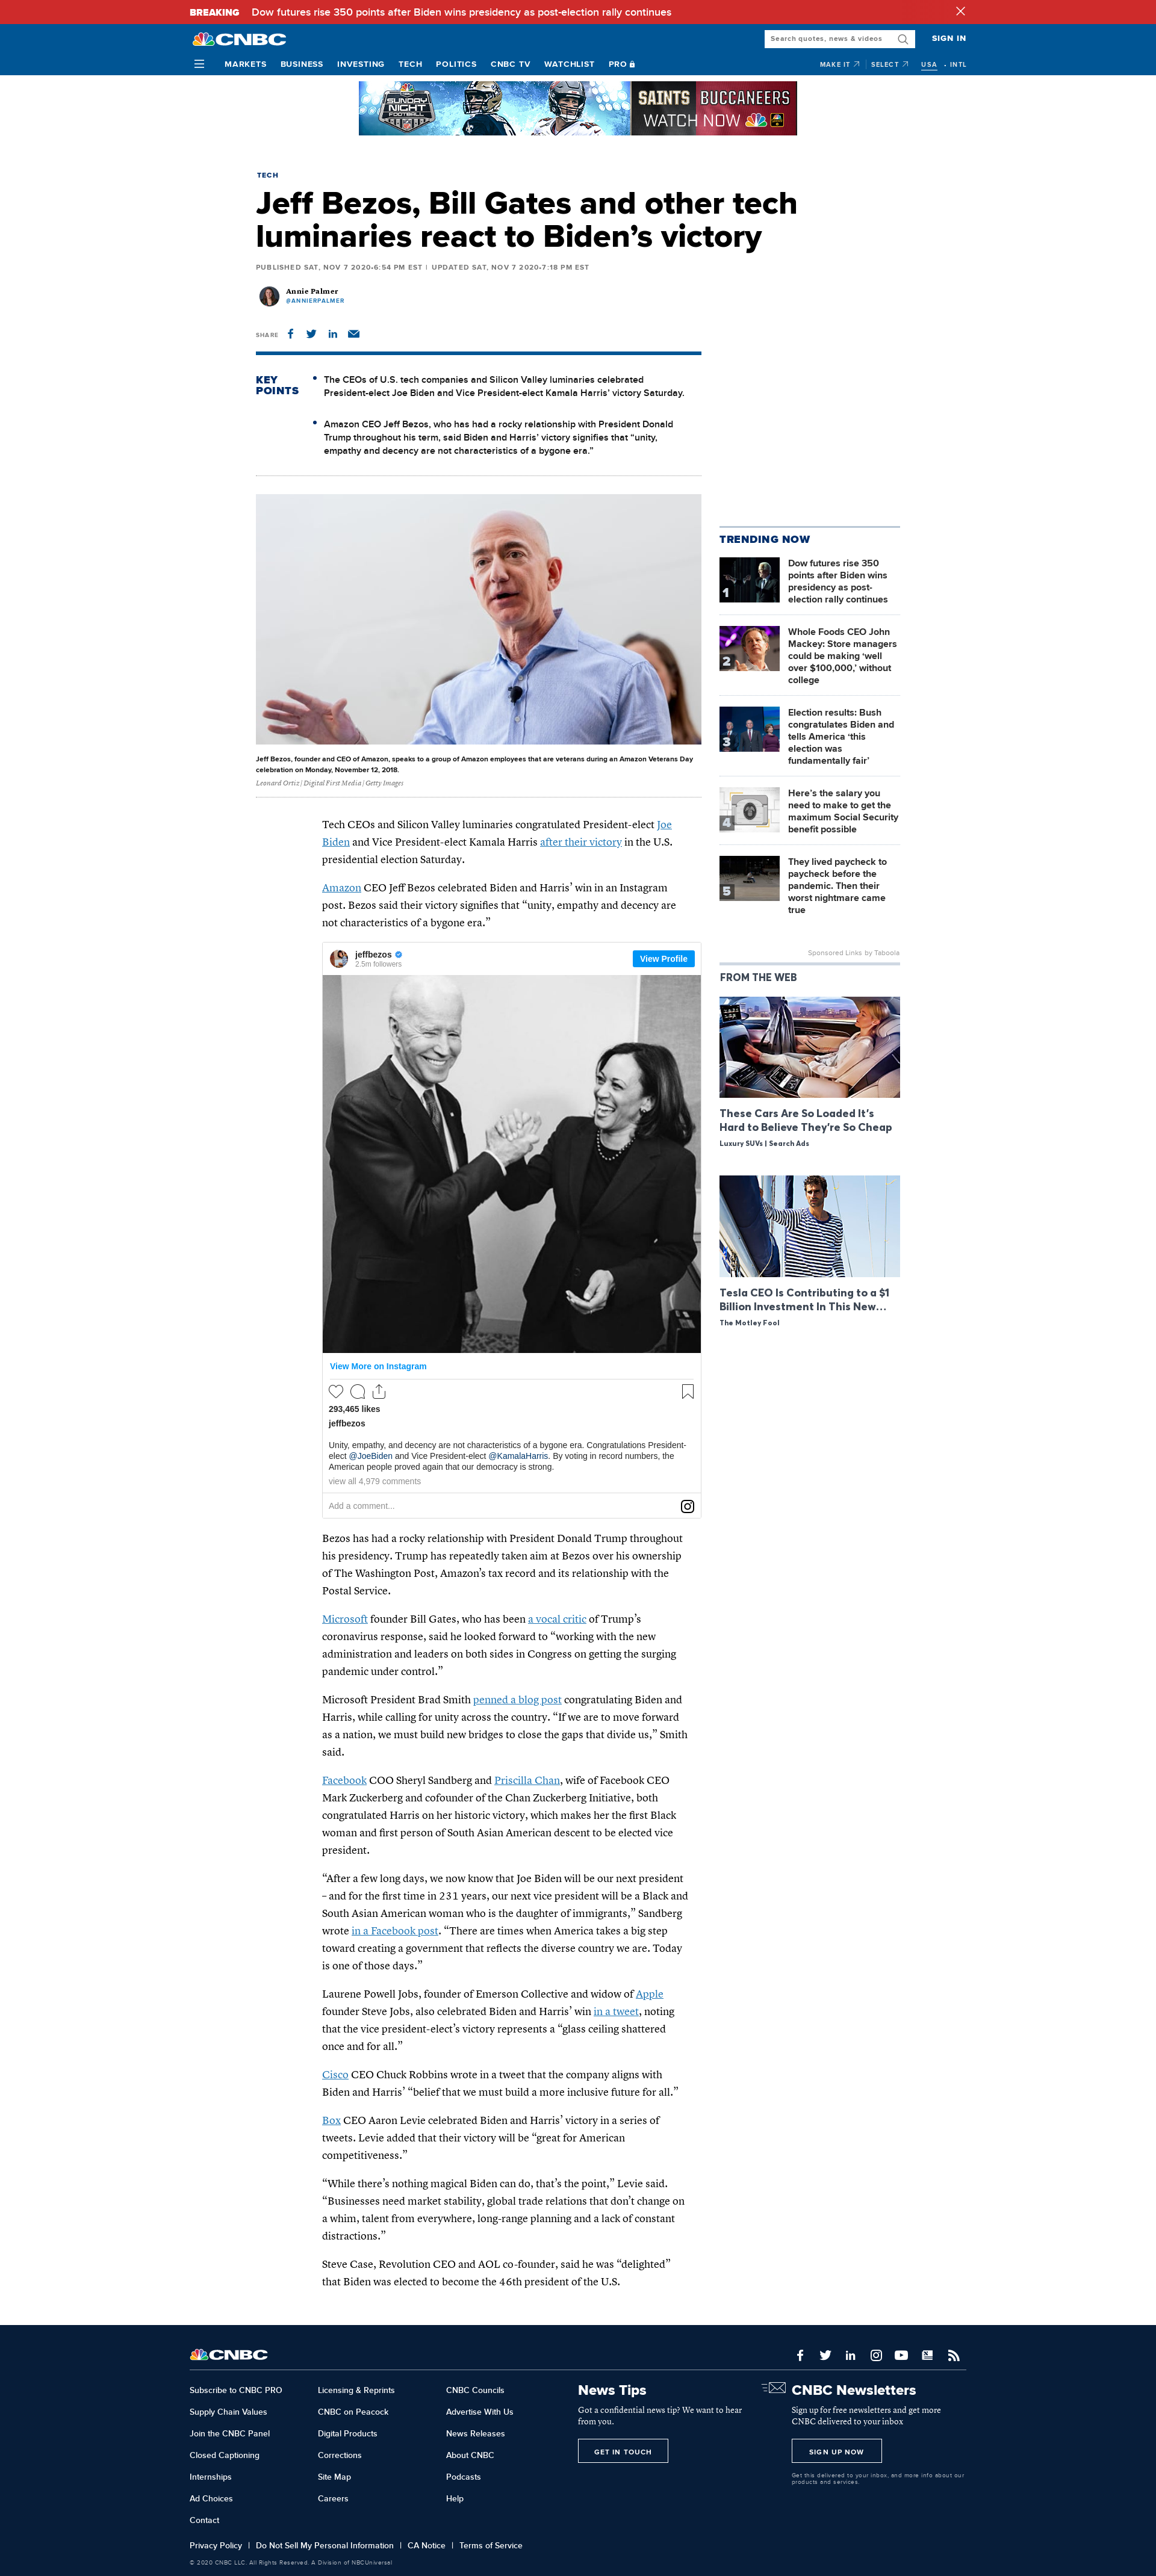 BREAKING Dow futures rise 350 points after Biden wins presidency as post-election rally continues
CNBC
Search quotes, news & videos
SIGN IN
MARKETS BUSINESS INVESTING TECH POLITICS CNBC TV WATCHLIST PRO
MAKE IT SELECT USA • INTL
SUNDAY NIGHT FOOTBALL
SAINTS BUCCANEERS
WATCH NOW
TECH
Jeff Bezos, Bill Gates and other tech
luminaries react to Biden’s victory
PUBLISHED SAT, NOV 7 2020•6:54 PM EST | UPDATED SAT, NOV 7 2020•7:18 PM EST
Annie Palmer
@ANNIERPALMER
SHARE
KEY
POINTS
The CEOs of U.S. tech companies and Silicon Valley luminaries celebrated
President-elect Joe Biden and Vice President-elect Kamala Harris’ victory Saturday.
Amazon CEO Jeff Bezos, who has had a rocky relationship with President Donald
Trump throughout his term, said Biden and Harris’ victory signifies that “unity,
empathy and decency are not characteristics of a bygone era.”
Jeff Bezos, founder and CEO of Amazon, speaks to a group of Amazon employees that are veterans during an Amazon Veterans Day
celebration on Monday, November 12, 2018.
Leonard Ortiz | Digital First Media | Getty Images
Tech CEOs and Silicon Valley luminaries congratulated President-elect Joe
Biden and Vice President-elect Kamala Harris after their victory in the U.S.
presidential election Saturday.
Amazon CEO Jeff Bezos celebrated Biden and Harris’ win in an Instagram
post. Bezos said their victory signifies that “unity, empathy and decency are
not characteristics of a bygone era.”
jeffbezos
2.5m followers
View Profile
View More on Instagram
293,465 likes
jeffbezos
Unity, empathy, and decency are not characteristics of a bygone era. Congratulations President-
elect @JoeBiden and Vice President-elect @KamalaHarris. By voting in record numbers, the
American people proved again that our democracy is strong.
view all 4,979 comments
Add a comment...
Bezos has had a rocky relationship with President Donald Trump throughout
his presidency. Trump has repeatedly taken aim at Bezos over his ownership
of The Washington Post, Amazon’s tax record and its relationship with the
Postal Service.
Microsoft founder Bill Gates, who has been a vocal critic of Trump’s
coronavirus response, said he looked forward to “working with the new
administration and leaders on both sides in Congress on getting the surging
pandemic under control.”
Microsoft President Brad Smith penned a blog post congratulating Biden and
Harris, while calling for unity across the country. “If we are to move forward
as a nation, we must build new bridges to close the gaps that divide us,” Smith
said.
Facebook COO Sheryl Sandberg and Priscilla Chan, wife of Facebook CEO
Mark Zuckerberg and cofounder of the Chan Zuckerberg Initiative, both
congratulated Harris on her historic victory, which makes her the first Black
woman and first person of South Asian American descent to be elected vice
president.
“After a few long days, we now know that Joe Biden will be our next president
– and for the first time in 231 years, our next vice president will be a Black and
South Asian American woman who is the daughter of immigrants,” Sandberg
wrote in a Facebook post. “There are times when America takes a big step
toward creating a government that reflects the diverse country we are. Today
is one of those days.”
Laurene Powell Jobs, founder of Emerson Collective and widow of Apple
founder Steve Jobs, also celebrated Biden and Harris’ win in a tweet, noting
that the vice president-elect’s victory represents a “glass ceiling shattered
once and for all.”
Cisco CEO Chuck Robbins wrote in a tweet that the company aligns with
Biden and Harris’ “belief that we must build a more inclusive future for all.”
Box CEO Aaron Levie celebrated Biden and Harris’ victory in a series of
tweets. Levie added that their victory will be “great for American
competitiveness.”
“While there’s nothing magical Biden can do, that’s the point,” Levie said.
“Businesses need market stability, global trade relations that don’t change on
a whim, talent from everywhere, long-range planning and a lack of constant
distractions.”
Steve Case, Revolution CEO and AOL co-founder, said he was “delighted”
that Biden was elected to become the 46th president of the U.S.
TRENDING NOW
1
Dow futures rise 350
points after Biden wins
presidency as post-
election rally continues
2
Whole Foods CEO John
Mackey: Store managers
could be making ‘well
over $100,000,’ without
college
3
Election results: Bush
congratulates Biden and
tells America ‘this
election was
fundamentally fair’
4
Here’s the salary you
need to make to get the
maximum Social Security
benefit possible
5
They lived paycheck to
paycheck before the
pandemic. Then their
worst nightmare came
true
Sponsored Links by Taboola
FROM THE WEB
These Cars Are So Loaded It's
Hard to Believe They're So Cheap
Luxury SUVs | Search Ads
Tesla CEO Is Contributing to a $1
Billion Investment In This New…
The Motley Fool
CNBC
Subscribe to CNBC PRO
Supply Chain Values
Join the CNBC Panel
Closed Captioning
Internships
Ad Choices
Contact
Licensing & Reprints
CNBC on Peacock
Digital Products
Corrections
Site Map
Careers
CNBC Councils
Advertise With Us
News Releases
About CNBC
Podcasts
Help
News Tips
Got a confidential news tip? We want to hear
from you.
GET IN TOUCH
CNBC Newsletters
Sign up for free newsletters and get more
CNBC delivered to your inbox
SIGN UP NOW
Get this delivered to your inbox, and more info about our
products and services.
Privacy Policy | Do Not Sell My Personal Information | CA Notice | Terms of Service
© 2020 CNBC LLC. All Rights Reserved. A Division of NBCUniversal